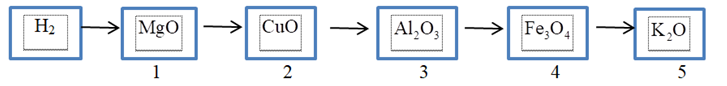 H₂ MgO CuO Al₂O₃ Fe₃O₄ K₂O
1 2 3 4 5